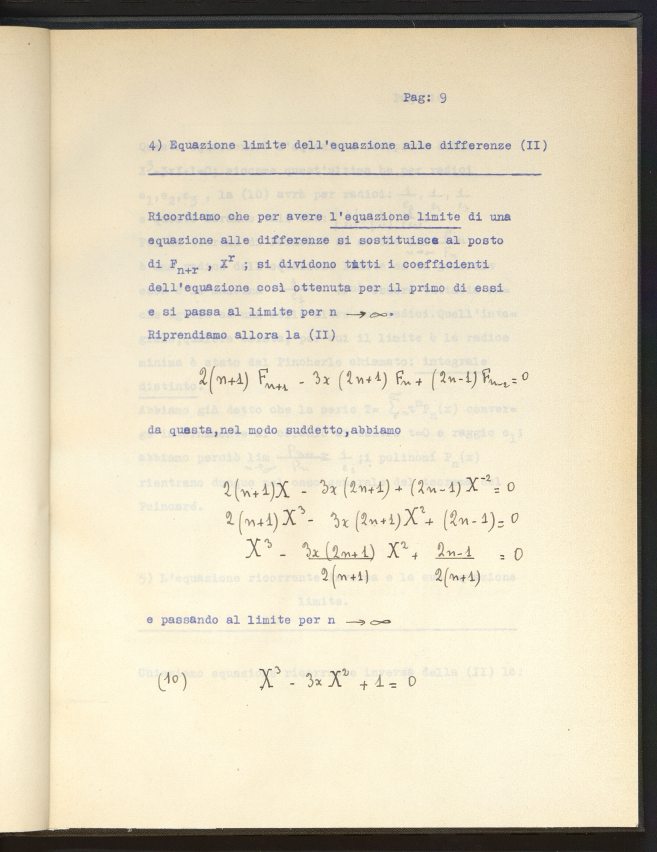 Pag: 9
4) Equazione limite dell'equazione alle differenze (II)
Ricordiamo che per avere l'equazione limite di una
equazione alle differenze si sostituisce al posto
di F_{n+r} , X^r ; si dividono tutti i coefficienti
dell'equazione così ottenuta per il primo di essi
e si passa al limite per n → ∞.
Riprendiamo allora la (II)
2(n+1) F_{n+1} - 3x (2n+1) F_n + (2n-1) F_{n-2} = 0
da questa,nel modo suddetto,abbiamo
2(n+1)X - 3x(2n+1) + (2n-1)X^{-2} = 0
2(n+1)X^3 - 3x(2n+1)X^2 + (2n-1) = 0
X^3 - 3x(2n+1)/2(n+1) X^2 + 2n-1/2(n+1) = 0
e passando al limite per n → ∞
(10) X^3 - 3x X^2 + 1 = 0